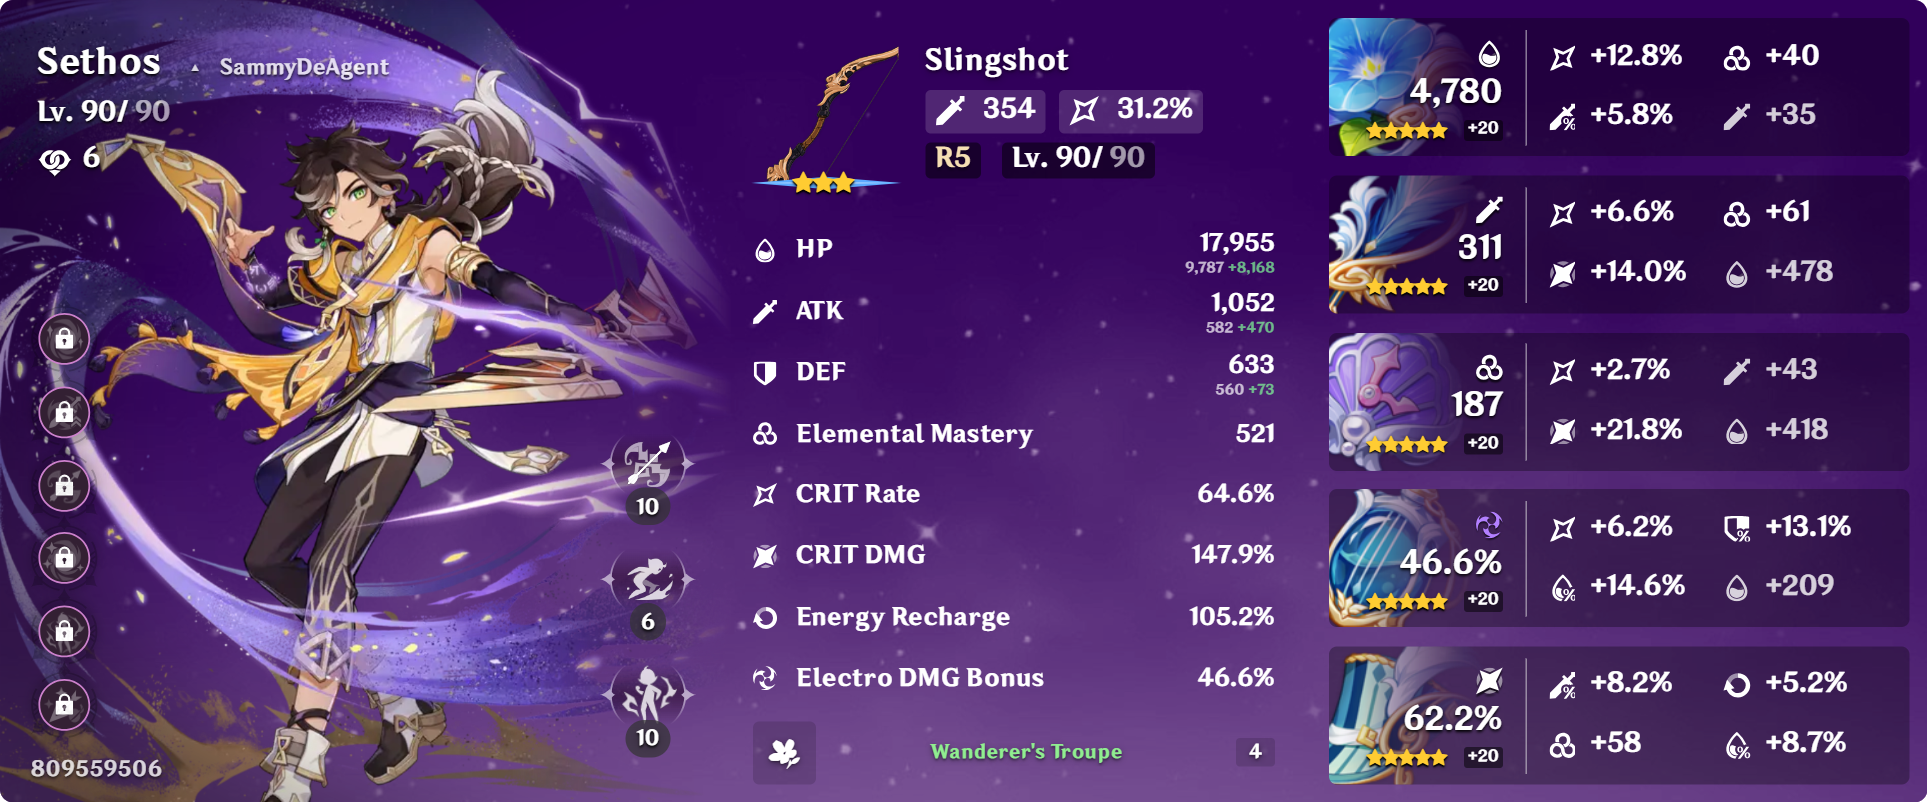 Sethos ▲ SammyDeAgent
Lv. 90/ 90
6
10
6
10
809559506
Slingshot
354 31.2%
R5 Lv. 90/ 90
HP 17,955
9,787 +8,168
ATK 1,052
582 +470
DEF 633
560 +73
Elemental Mastery 521
CRIT Rate 64.6%
CRIT DMG 147.9%
Energy Recharge 105.2%
Electro DMG Bonus 46.6%
Wanderer's Troupe 4
4,780
+20
+12.8% +40
+5.8% +35
311
+20
+6.6% +61
+14.0% +478
187
+20
+2.7% +43
+21.8% +418
46.6%
+20
+6.2% +13.1%
+14.6% +209
62.2%
+20
+8.2% +5.2%
+58 +8.7%